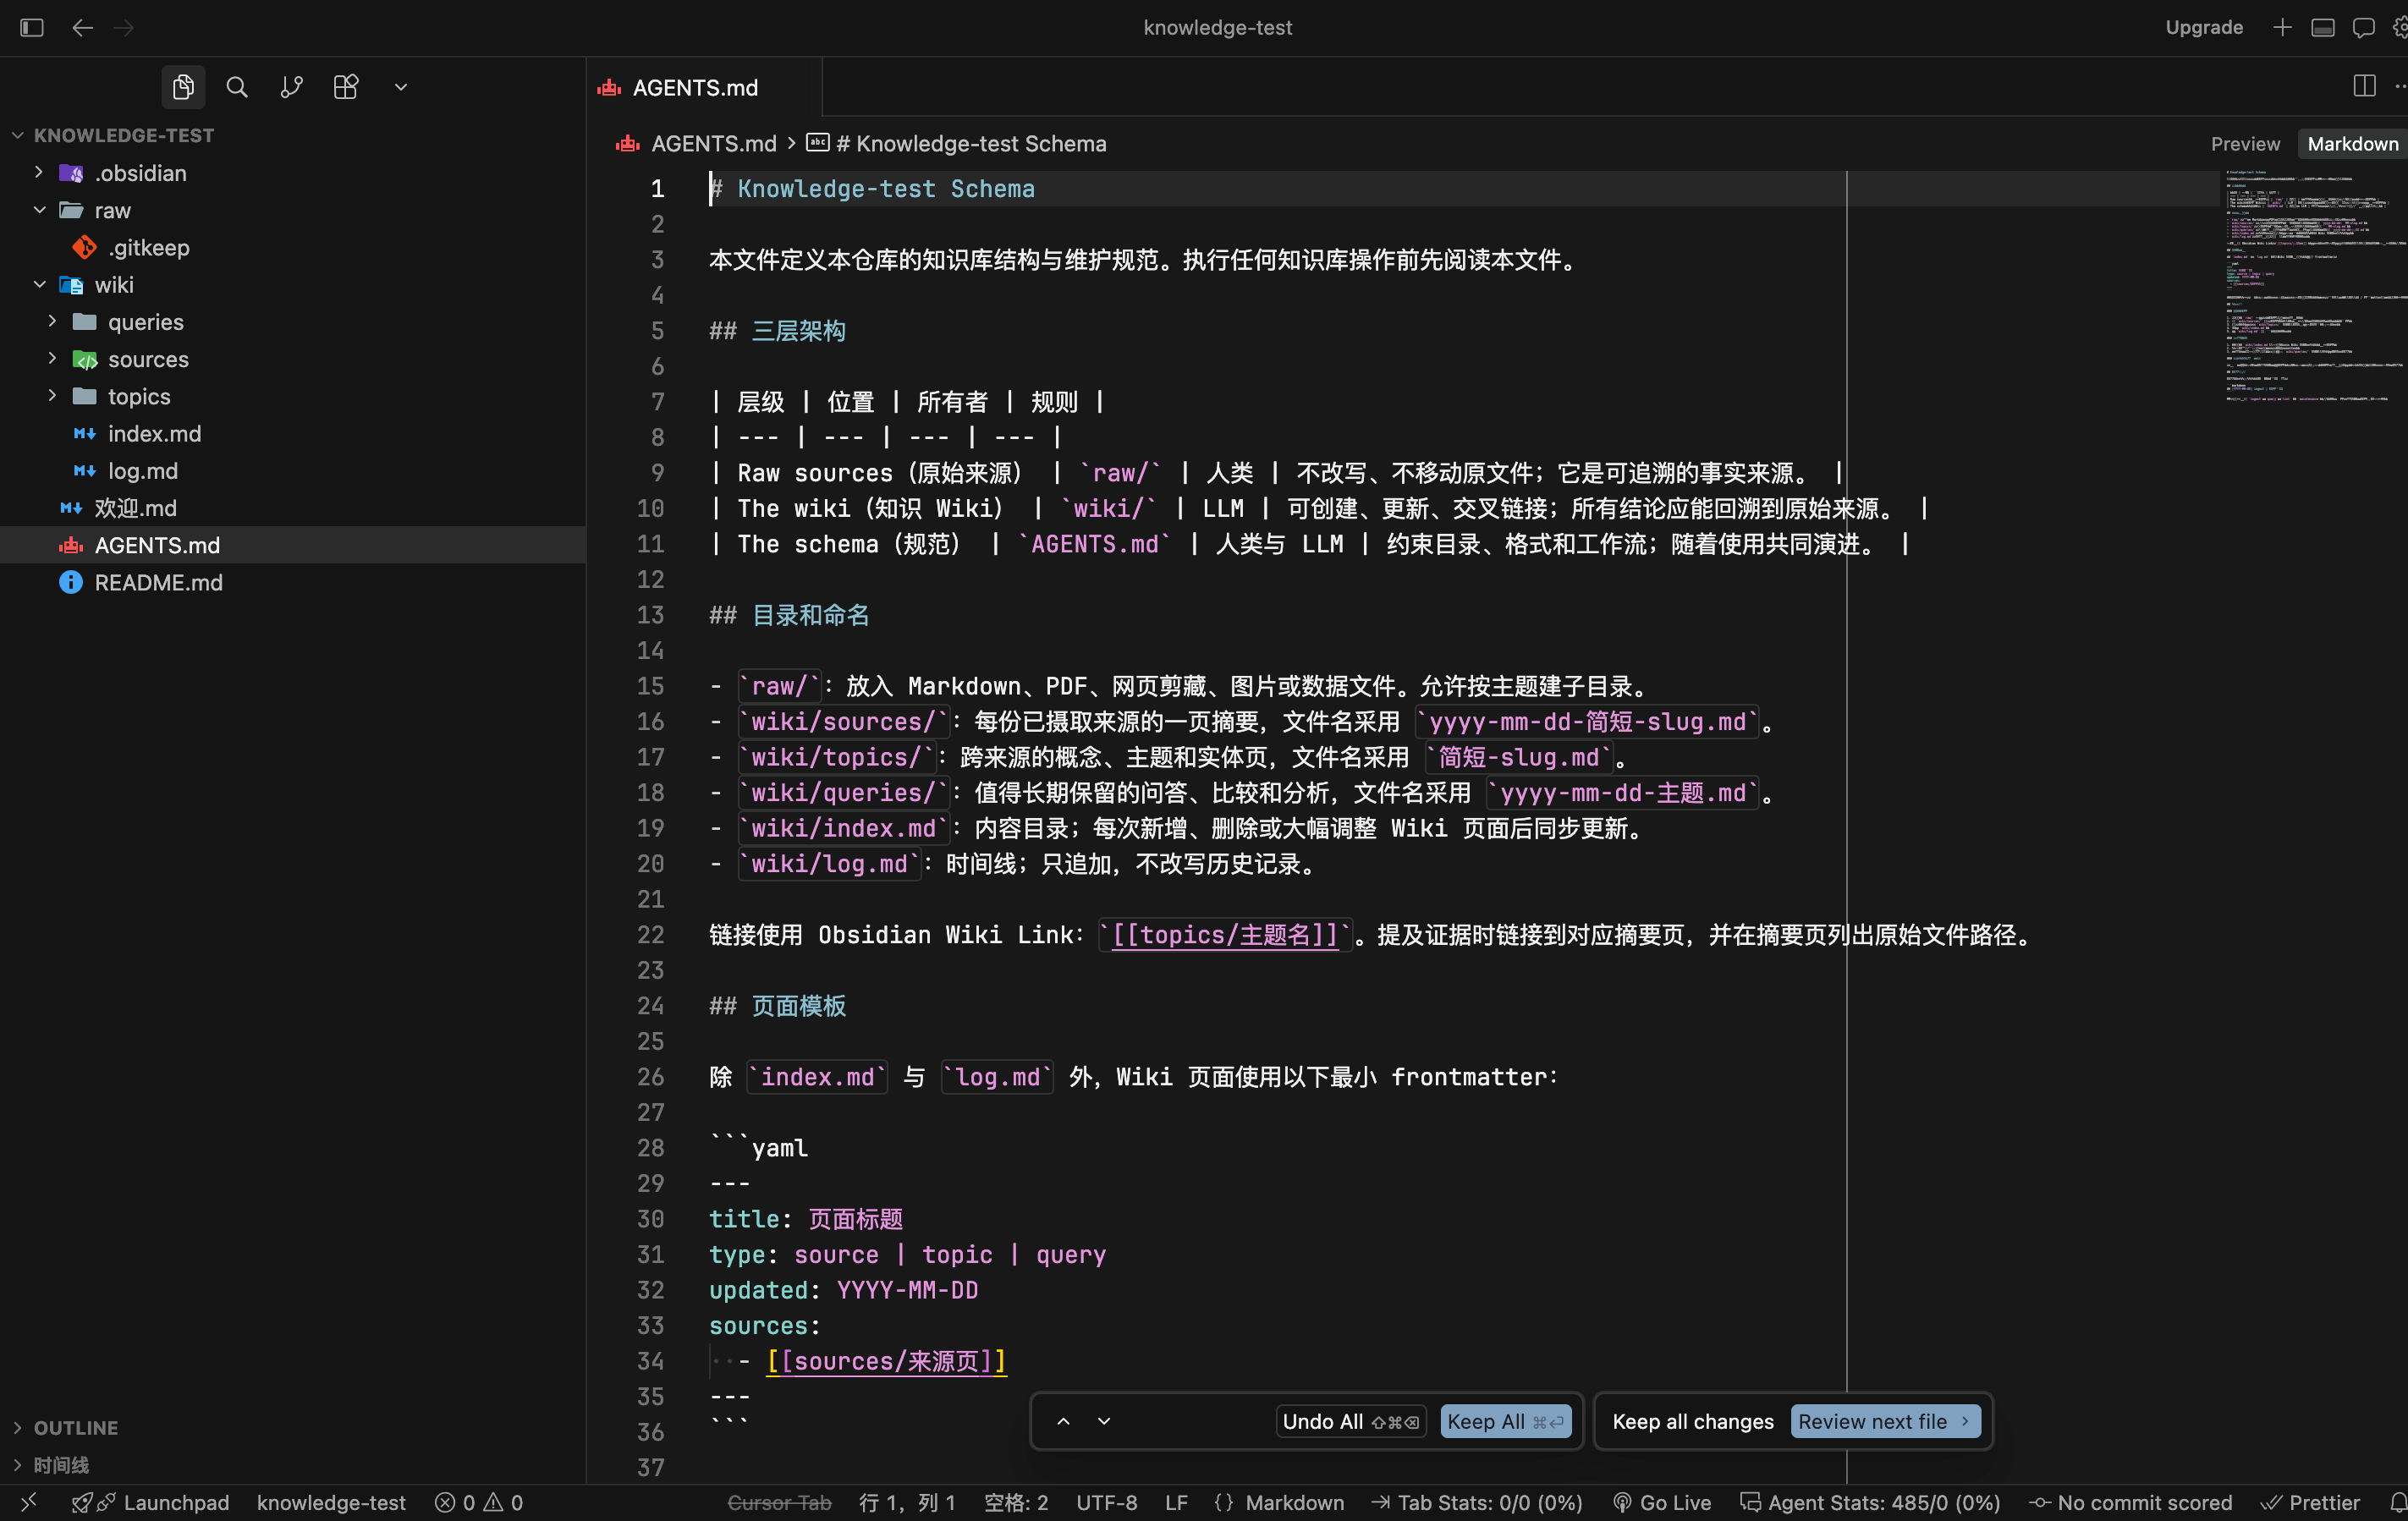 knowledge-test
Upgrade
KNOWLEDGE-TEST
.obsidian
raw
.gitkeep
wiki
queries
sources
topics
index.md
log.md
欢迎.md
AGENTS.md
README.md
OUTLINE
时间线
AGENTS.md
AGENTS.md > # Knowledge-test Schema
Preview
Markdown
1 # Knowledge-test Schema
2
3 本文件定义本仓库的知识库结构与维护规范。执行任何知识库操作前先阅读本文件。
4
5 ## 三层架构
6
7 | 层级 | 位置 | 所有者 | 规则 |
8 | --- | --- | --- | --- |
9 | Raw sources（原始来源） | `raw/` | 人类 | 不改写、不移动原文件；它是可追溯的事实来源。 |
10 | The wiki（知识 Wiki） | `wiki/` | LLM | 可创建、更新、交叉链接；所有结论应能回溯到原始来源。 |
11 | The schema（规范） | `AGENTS.md` | 人类与 LLM | 约束目录、格式和工作流；随着使用共同演进。 |
12
13 ## 目录和命名
14
15 - `raw/`：放入 Markdown、PDF、网页剪藏、图片或数据文件。允许按主题建子目录。
16 - `wiki/sources/`：每份已摄取来源的一页摘要，文件名采用 `yyyy-mm-dd-简短-slug.md`。
17 - `wiki/topics/`：跨来源的概念、主题和实体页，文件名采用 `简短-slug.md`。
18 - `wiki/queries/`：值得长期保留的问答、比较和分析，文件名采用 `yyyy-mm-dd-主题.md`。
19 - `wiki/index.md`：内容目录；每次新增、删除或大幅调整 Wiki 页面后同步更新。
20 - `wiki/log.md`：时间线；只追加，不改写历史记录。
21
22 链接使用 Obsidian Wiki Link：`[[topics/主题名]]`。提及证据时链接到对应摘要页，并在摘要页列出原始文件路径。
23
24 ## 页面模板
25
26 除 `index.md` 与 `log.md` 外，Wiki 页面使用以下最小 frontmatter：
27
28 ```yaml
29 ---
30 title: 页面标题
31 type: source | topic | query
32 updated: YYYY-MM-DD
33 sources:
34 - [[sources/来源页]]
35 ---
36 ```
37
Undo All ⇧⌘⌫
Keep All ⌘⏎
Keep all changes
Review next file >
Launchpad
knowledge-test
0 0
Cursor Tab
行 1，列 1
空格: 2
UTF-8
LF
{} Markdown
Tab Stats: 0/0 (0%)
Go Live
Agent Stats: 485/0 (0%)
No commit scored
Prettier